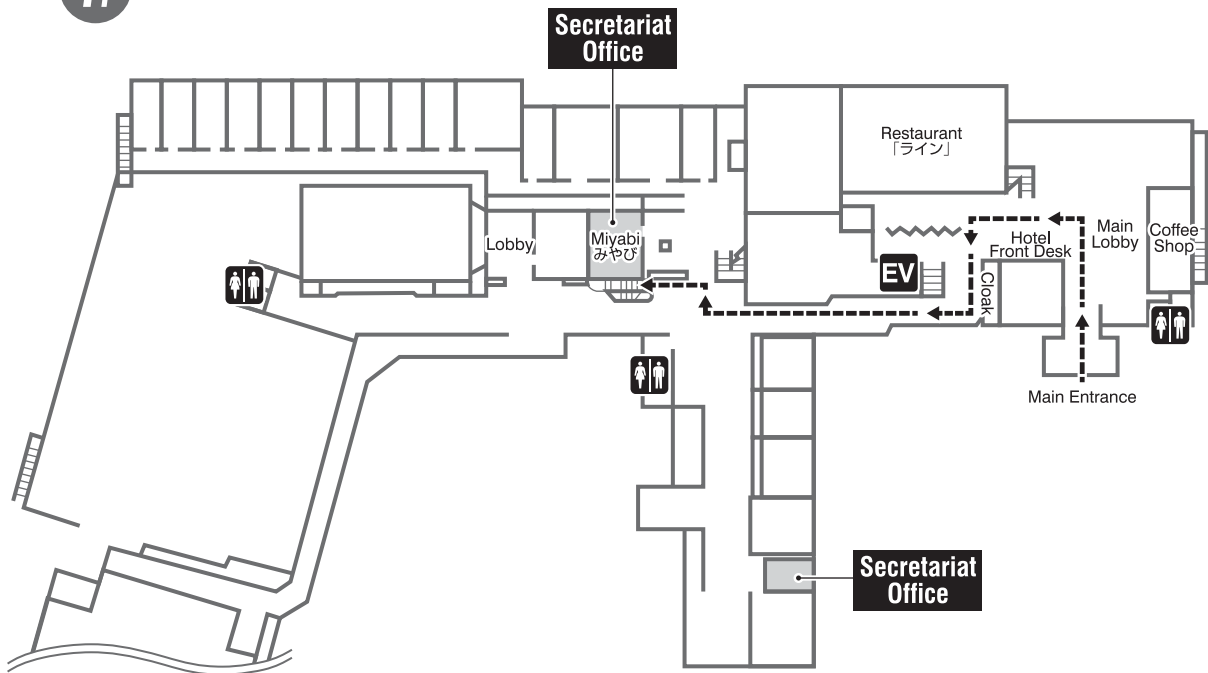 Secretariat
Office
Restaurant
「ライン」
Lobby
Miyabi
みやび
Hotel
Front Desk
Main
Lobby
Coffee
Shop
EV
Cloak
Main Entrance
Secretariat
Office